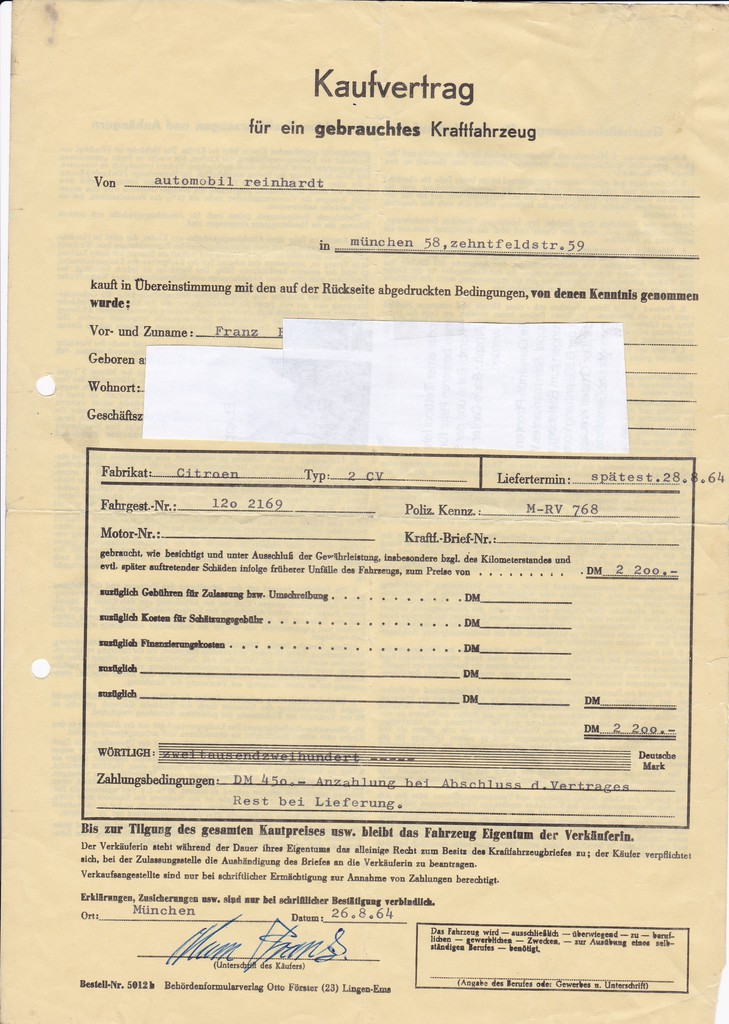 Kaufvertrag
für ein gebrauchtes Kraftfahrzeug
Von automobil reinhardt
in münchen 58,zehntfeldstr.59
kauft in Übereinstimmung mit den auf der Rückseite abgedruckten Bedingungen, von denen Kenntnis genommen
wurde:
Vor- und Zuname: Franz
Geboren a
Wohnort:
Geschäftsz
Fabrikat: Citroen Typ: 2 CV Liefertermin: spätest.28.8.64
Fahrgest.-Nr.: 12o 2169 Poliz. Kennz.: M-RV 768
Motor-Nr.: Kraftf.-Brief-Nr.:
gebraucht, wie besichtigt und unter Ausschluß der Gewährleistung, insbesondere bzgl. des Kilometerstandes und
evtl. später auftretender Schäden infolge früherer Unfälle des Fahrzeugs, zum Preise von . . . . . . . . . DM 2 2oo.-
zuzüglich Gebühren für Zulassung bzw. Umschreibung . . . . . . . . . . . DM
zuzüglich Kosten für Schätzungsgebühr . . . . . . . . . . . . . . . . DM
zuzüglich Finanzierungskosten . . . . . . . . . . . . . . . . . . . DM
zuzüglich DM
zuzüglich DM DM
DM 2 2oo.-
WÖRTLICH: zweitausendzweihundert ----- Deutsche
Mark
Zahlungsbedingungen: DM 45o.- Anzahlung bei Abschluss d.Vertrages
Rest bei Lieferung.
Bis zur Tilgung des gesamten Kaufpreises usw. bleibt das Fahrzeug Eigentum der Verkäuferin.
Der Verkäuferin steht während der Dauer ihres Eigentums das alleinige Recht zum Besitz des Kraftfahrzeugbriefes zu; der Käufer verpflichtet
sich, bei der Zulassungsstelle die Aushändigung des Briefes an die Verkäuferin zu beantragen.
Verkaufsangestellte sind nur bei schriftlicher Ermächtigung zur Annahme von Zahlungen berechtigt.
Erklärungen, Zusicherungen usw. sind nur bei schriftlicher Bestätigung verbindlich.
Ort: München Datum: 26.8.64
(Unterschrift des Käufers)
Das Fahrzeug wird — ausschließlich — überwiegend — zu — beruf-
lichen — gewerblichen — Zwecken, — zur Ausübung eines selb-
ständigen Berufes — benötigt.
(Angabe des Berufes oder Gewerbes u. Unterschrift)
Bestell-Nr. 5012b Behördenformularverlag Otto Förster (23) Lingen-Ems